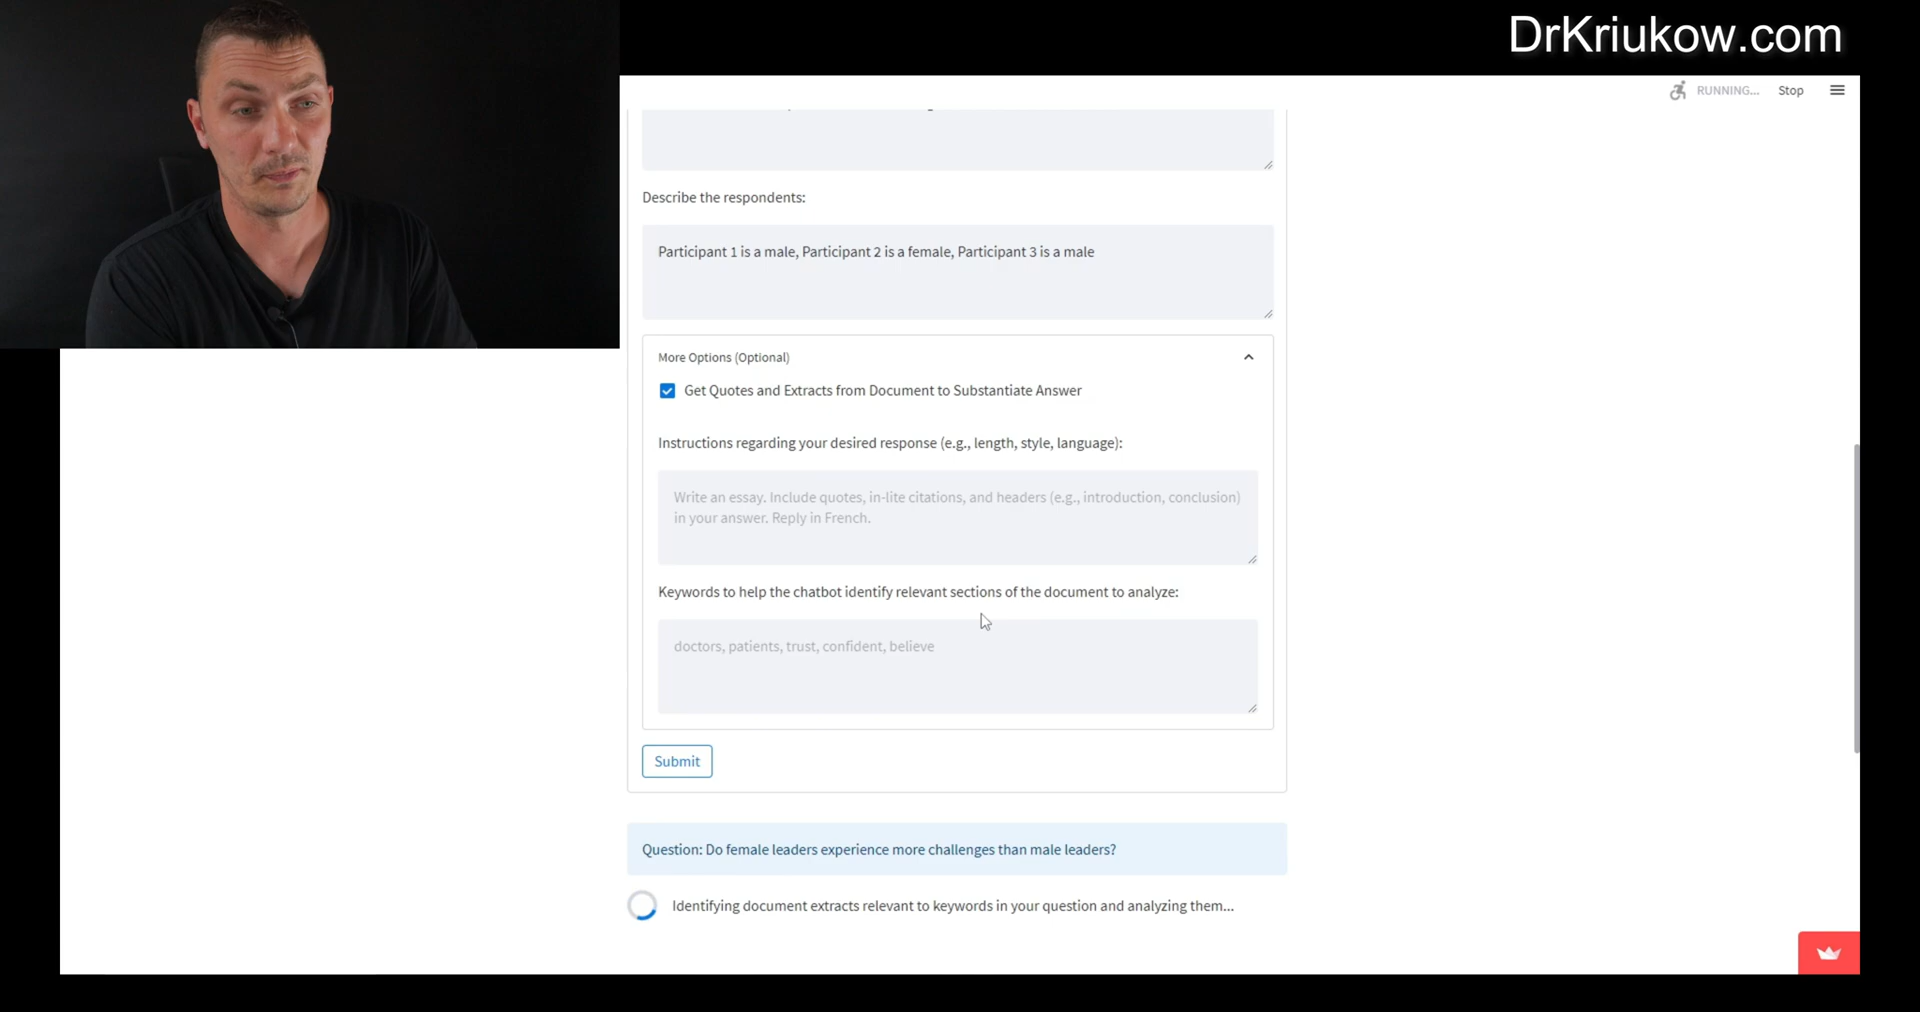 DrKriukow.com
RUNNING...
Stop
Describe the respondents:
Participant 1 is a male, Participant 2 is a female, Participant 3 is a male
More Options (Optional)
Get Quotes and Extracts from Document to Substantiate Answer
Instructions regarding your desired response (e.g., length, style, language):
Write an essay. Include quotes, in-lite citations, and headers (e.g., introduction, conclusion)
in your answer. Reply in French.
Keywords to help the chatbot identify relevant sections of the document to analyze:
doctors, patients, trust, confident, believe
Submit
Question: Do female leaders experience more challenges than male leaders?
Identifying document extracts relevant to keywords in your question and analyzing them...